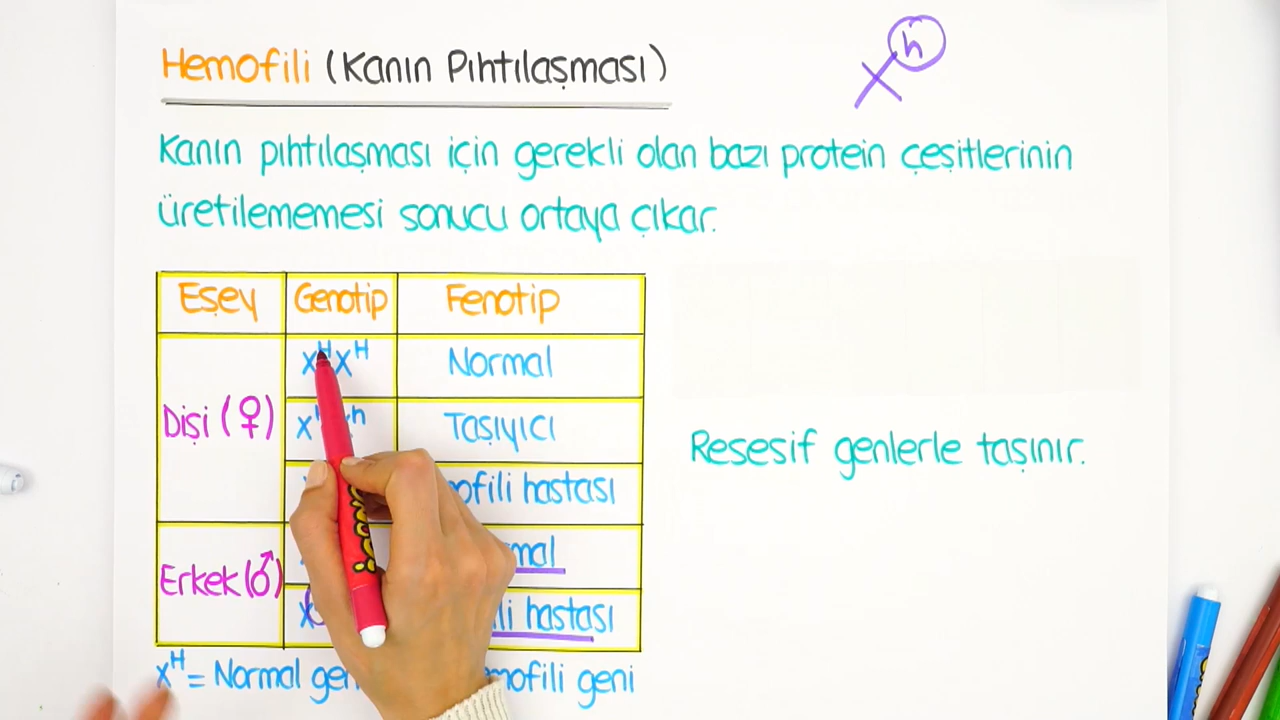 Hemofili (Kanın Pıhtılaşması)
h
X
Kanın pıhtılaşması için gerekli olan bazı protein çeşitlerinin
üretilememesi sonucu ortaya çıkar.
Eşey Genotip Fenotip
X^H X^H Normal
Dişi (♀) Taşıyıcı
hastası
Resesif genlerle taşınır.
Erkek (♂)
hastası
X^H = Normal geni